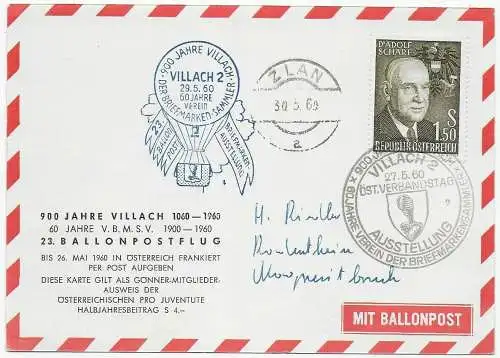 900 JAHRE VILLACH
DER BRIEFMARKEN-SAMMLER
VILLACH 2
29.5.60
60 JAHRE
VEREIN
23.
BALLON
POST
BRIEFMARKEN
AUSSTELLUNG
ZLAN
30.5.60
a
DR ADOLF
SCHÄRF
S
1.50
REPUBLIK ÖSTERREICH
VILLACH 2
27.5.60
ÖST. VERBANDSTAG
AUSSTELLUNG
60 JAHRE VEREIN DER BRIEFMARKENSAMMLER
900 JAHRE VILLACH 1060—1960
60 JAHRE V.B.M.S.V. 1900—1960
23. BALLONPOSTFLUG
BIS 26. MAI 1960 IN ÖSTERREICH FRANKIERT
PER POST AUFGEBEN
DIESE KARTE GILT ALS GÖNNER-MITGLIEDER-
AUSWEIS DER
ÖSTERREICHISCHEN PRO JUVENTUTE
HALBJAHRESBEITRAG S 4.—
H.
Radenthein
MIT BALLONPOST